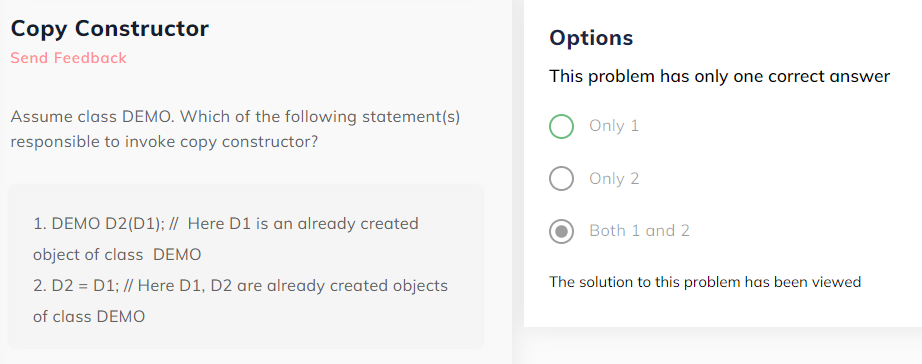 Copy Constructor
Send Feedback
Assume class DEMO. Which of the following statement(s)
responsible to invoke copy constructor?
1. DEMO D2(D1); // Here D1 is an already created
object of class DEMO
2. D2 = D1; // Here D1, D2 are already created objects
of class DEMO
Options
This problem has only one correct answer
Only 1
Only 2
Both 1 and 2
The solution to this problem has been viewed